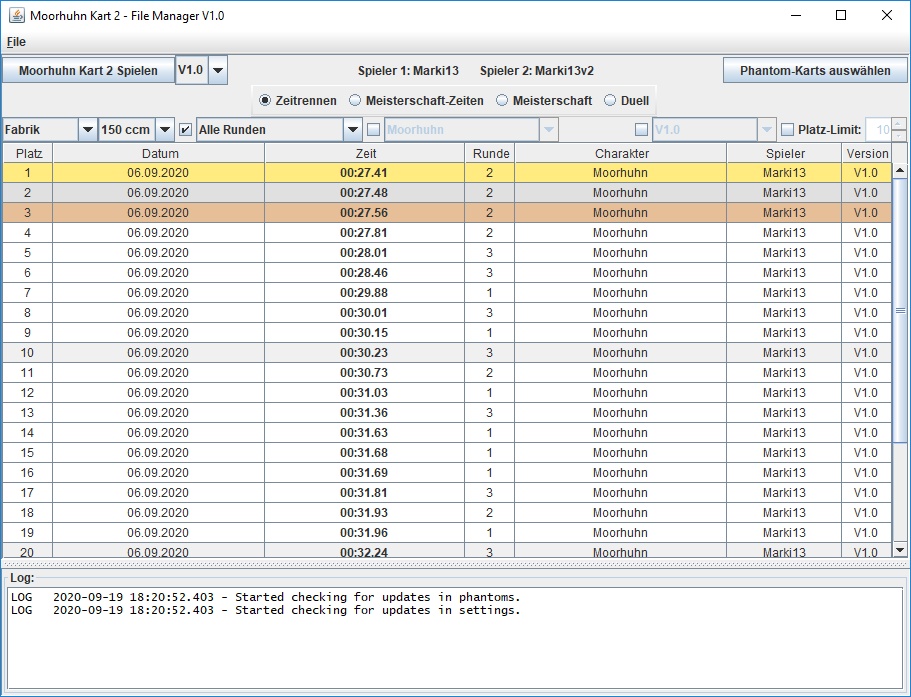 Moorhuhn Kart 2 - File Manager V1.0
File
Moorhuhn Kart 2 Spielen V1.0 Spieler 1: Marki13 Spieler 2: Marki13v2 Phantom-Karts auswählen
Zeitrennen Meisterschaft-Zeiten Meisterschaft Duell
Fabrik 150 ccm Alle Runden Moorhuhn V1.0 Platz-Limit: 10
Platz Datum Zeit Runde Charakter Spieler Version
1 06.09.2020 00:27.41 2 Moorhuhn Marki13 V1.0
2 06.09.2020 00:27.48 2 Moorhuhn Marki13 V1.0
3 06.09.2020 00:27.56 2 Moorhuhn Marki13 V1.0
4 06.09.2020 00:27.81 2 Moorhuhn Marki13 V1.0
5 06.09.2020 00:28.01 3 Moorhuhn Marki13 V1.0
6 06.09.2020 00:28.46 3 Moorhuhn Marki13 V1.0
7 06.09.2020 00:29.88 1 Moorhuhn Marki13 V1.0
8 06.09.2020 00:30.01 3 Moorhuhn Marki13 V1.0
9 06.09.2020 00:30.15 1 Moorhuhn Marki13 V1.0
10 06.09.2020 00:30.23 3 Moorhuhn Marki13 V1.0
11 06.09.2020 00:30.73 2 Moorhuhn Marki13 V1.0
12 06.09.2020 00:31.03 1 Moorhuhn Marki13 V1.0
13 06.09.2020 00:31.36 3 Moorhuhn Marki13 V1.0
14 06.09.2020 00:31.63 1 Moorhuhn Marki13 V1.0
15 06.09.2020 00:31.68 1 Moorhuhn Marki13 V1.0
16 06.09.2020 00:31.69 1 Moorhuhn Marki13 V1.0
17 06.09.2020 00:31.81 3 Moorhuhn Marki13 V1.0
18 06.09.2020 00:31.93 2 Moorhuhn Marki13 V1.0
19 06.09.2020 00:31.96 1 Moorhuhn Marki13 V1.0
20 06.09.2020 00:32.24 3 Moorhuhn Marki13 V1.0
Log:
LOG 2020-09-19 18:20:52.403 - Started checking for updates in phantoms.
LOG 2020-09-19 18:20:52.403 - Started checking for updates in settings.